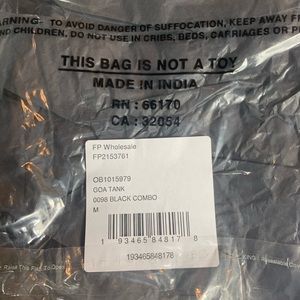 WARNING- TO AVOID DANGER OF SUFFOCATION, KEEP AWAY FR
ND CHILDREN, DO NOT USE IN CRIBS, BEDS, CARRIAGES OR P
THIS BAG IS NOT A TOY
MADE IN INDIA
RN : 66170
CA : 32054
FP Wholesale
FP2153761
OB1015979
GOA TANK
0098 BLACK COMBO
M
1 93465 84817 8
193465848178